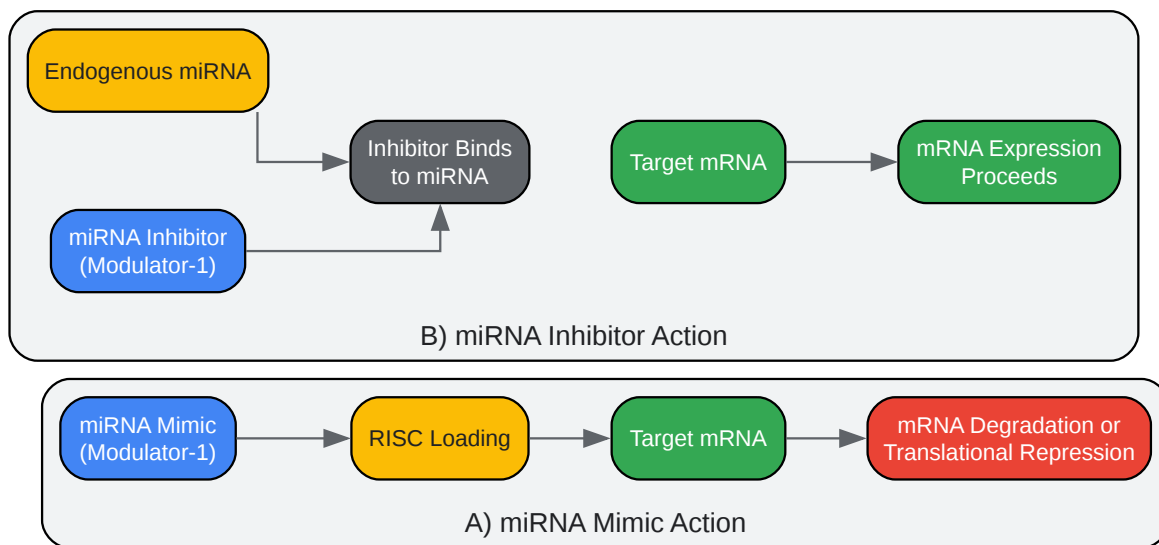 Endogenous miRNA
Inhibitor Binds
to miRNA
Target mRNA
mRNA Expression
Proceeds
miRNA Inhibitor
(Modulator-1)
B) miRNA Inhibitor Action
miRNA Mimic
(Modulator-1)
RISC Loading
Target mRNA
mRNA Degradation or
Translational Repression
A) miRNA Mimic Action